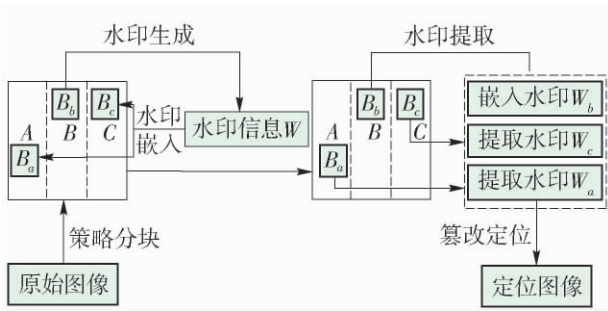 水印生成
水印提取
B_b
B_c
A
B
C
B_a
水印
嵌入
水印信息W
B_b
B_c
A
B
C
B_a
嵌入水印W_b
提取水印W_c
提取水印W_a
策略分块
篡改定位
原始图像
定位图像